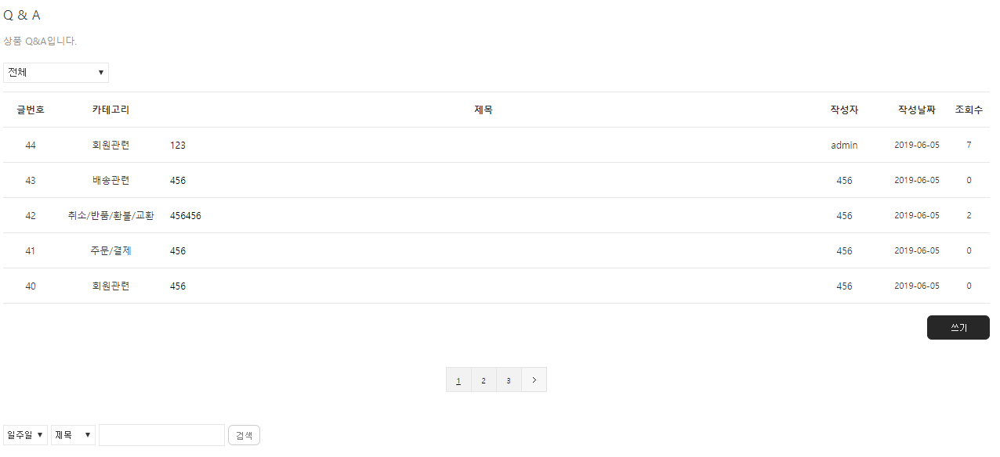 Q & A
상품 Q&A입니다.
전체 ▼
글번호 카테고리 제목 작성자 작성날짜 조회수
44 회원관련 123 admin 2019-06-05 7
43 배송관련 456 456 2019-06-05 0
42 취소/반품/환불/교환 456456 456 2019-06-05 2
41 주문/결제 456 456 2019-06-05 0
40 회원관련 456 456 2019-06-05 0
쓰기
1 2 3 >
일주일 ▼ 제목 ▼ 검색